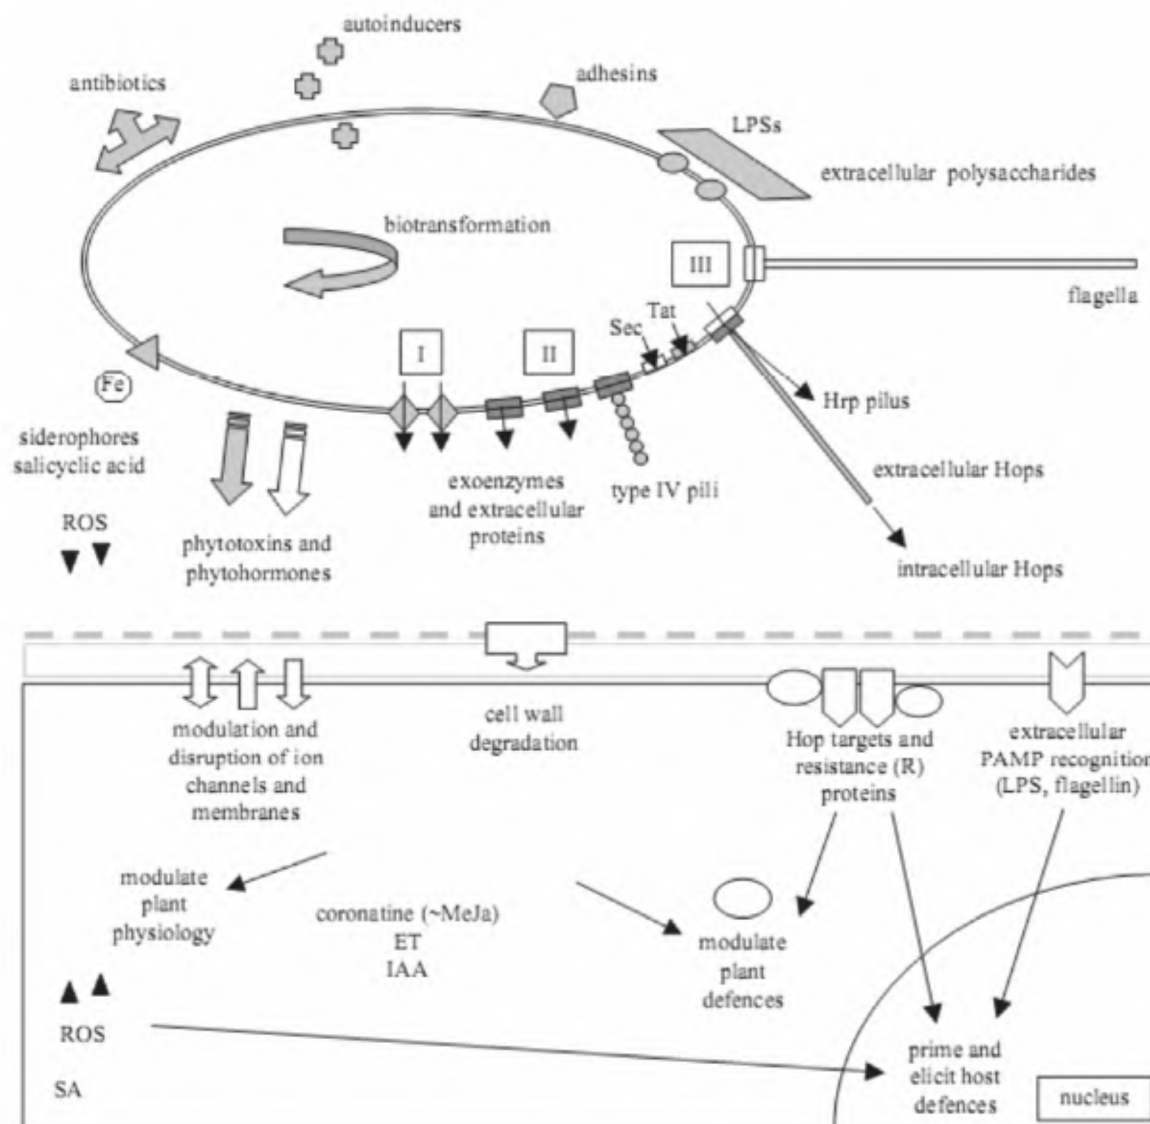 autoinducers
antibiotics
adhesins
LPSs
extracellular polysaccharides
biotransformation
III
flagella
Tat
Sec
I
II
Fe
Hrp pilus
siderophores
salicyclic acid
extracellular Hops
exoenzymes
and extracellular
proteins
type IV pili
ROS
phytotoxins and
phytohormones
intracellular Hops
modulation and
disruption of ion
channels and
membranes
cell wall
degradation
Hop targets and
resistance (R)
proteins
extracellular
PAMP recognition
(LPS, flagellin)
modulate
plant
physiology
coronatine (~MeJa)
ET
IAA
modulate
plant
defences
ROS
SA
prime and
elicit host
defences
nucleus